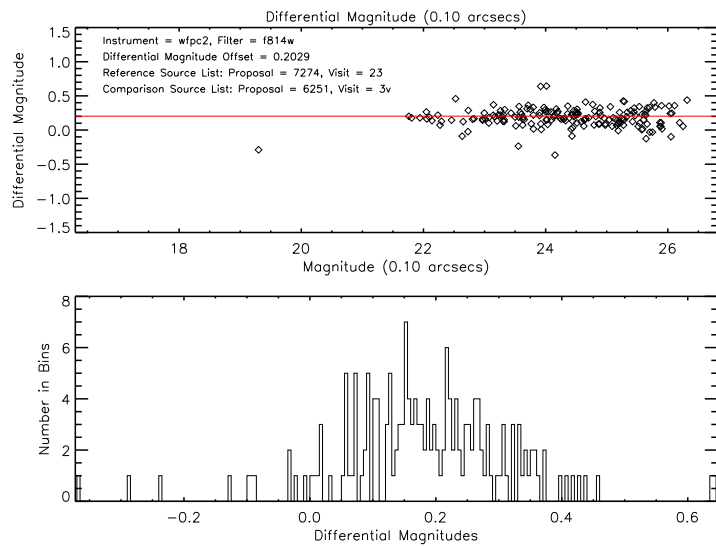 Differential Magnitude (0.10 arcsecs)
Instrument = wfpc2, Filter = f814w
Differential Magnitude Offset = 0.2029
Reference Source List: Proposal = 7274, Visit = 23
Comparison Source List: Proposal = 6251, Visit = 3v
Differential Magnitude
1.5
1.0
0.5
0.0
−0.5
−1.0
−1.5
18 20 22 24 26
Magnitude (0.10 arcsecs)
Number in Bins
8
6
4
2
0
−0.2 0.0 0.2 0.4 0.6
Differential Magnitudes